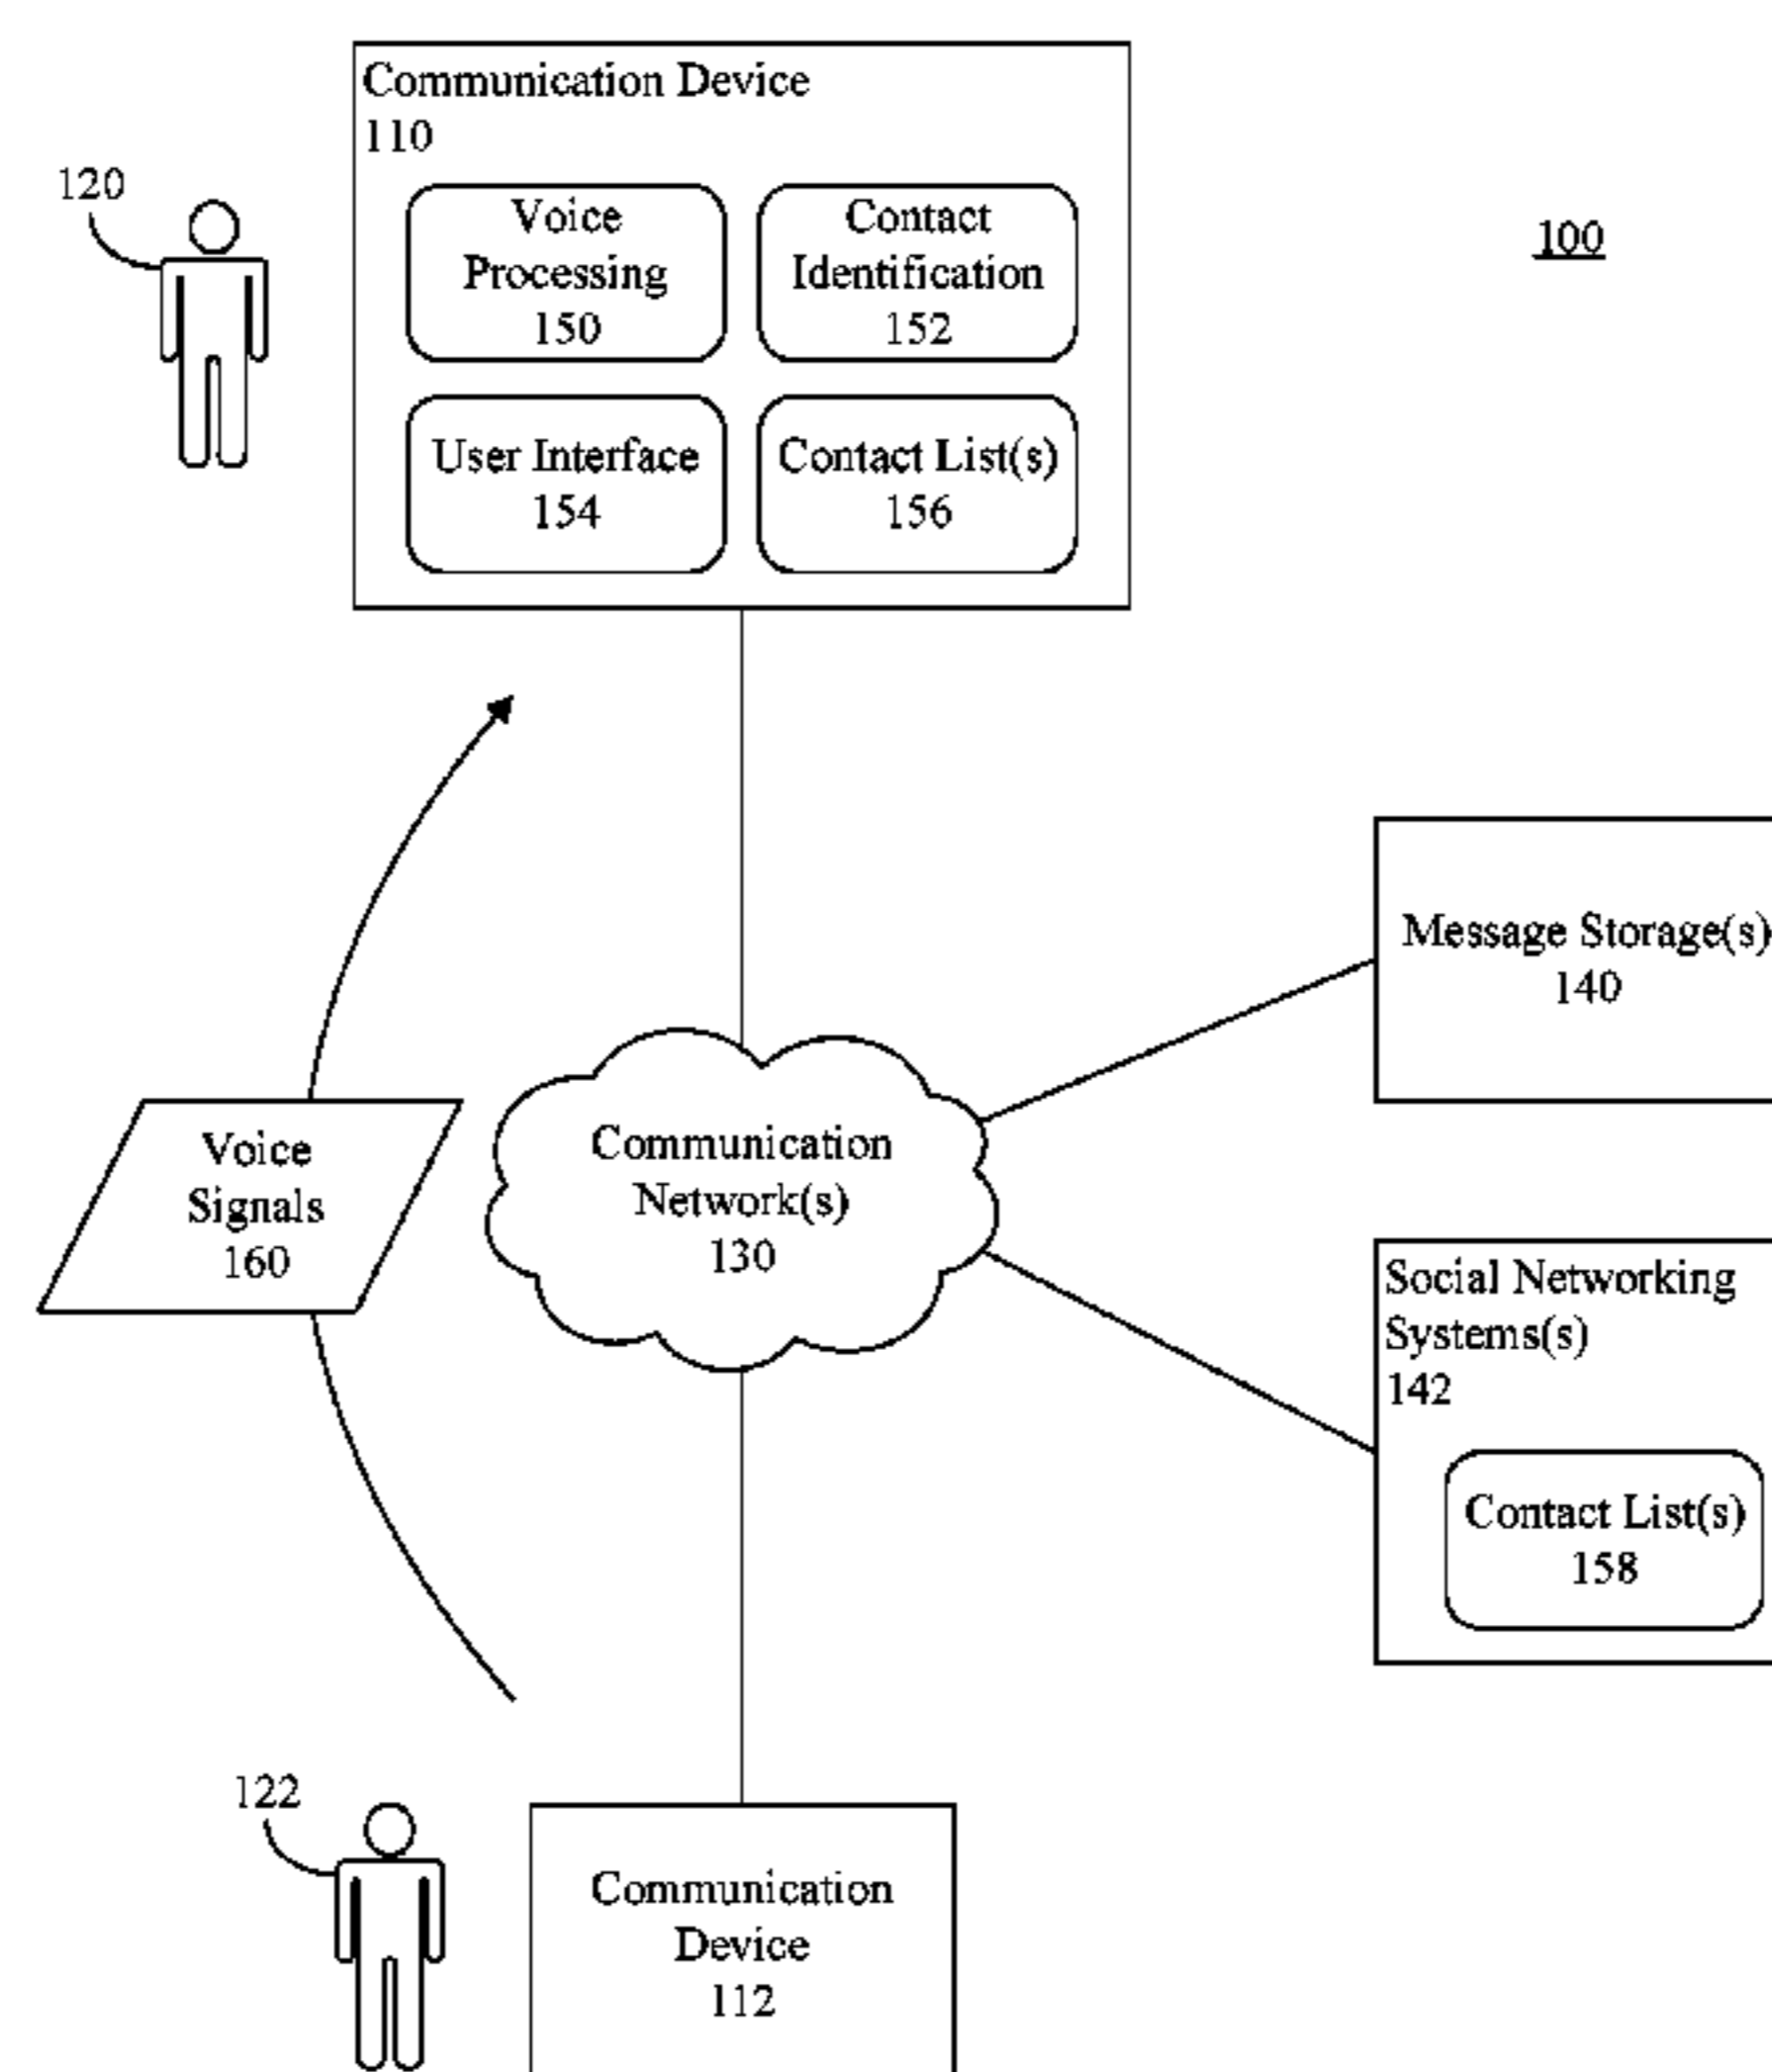 Communication Device
110
120
Voice
Processing
150
Contact
Identification
152
100
User Interface
154
Contact List(s)
156
Message Storage(s)
140
Voice
Signals
160
Communication
Network(s)
130
Social Networking
Systems(s)
142
Contact List(s)
158
122
Communication
Device
112